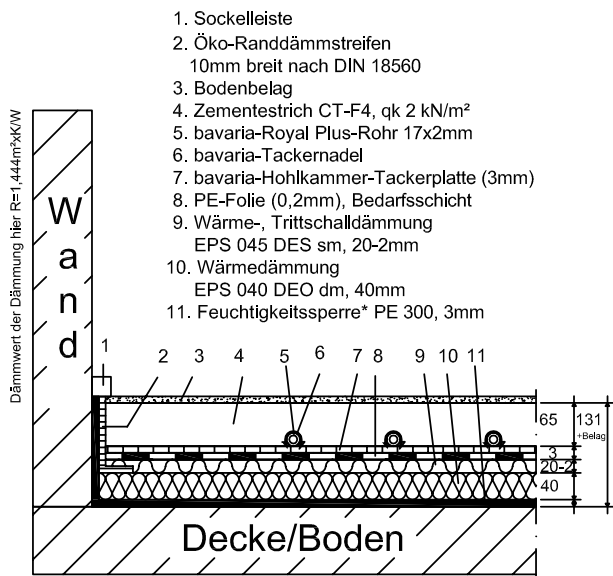 1. Sockelleiste
2. Öko-Randdämmstreifen
10mm breit nach DIN 18560
3. Bodenbelag
4. Zementestrich CT-F4, qk 2 kN/m²
5. bavaria-Royal Plus-Rohr 17x2mm
6. bavaria-Tackernadel
7. bavaria-Hohlkammer-Tackerplatte (3mm)
8. PE-Folie (0,2mm), Bedarfsschicht
9. Wärme-, Trittschalldämmung
EPS 045 DES sm, 20-2mm
10. Wärmedämmung
EPS 040 DEO dm, 40mm
11. Feuchtigkeitssperre* PE 300, 3mm
Dämmwert der Dämmung hier R=1,444m²xK/W
Wand
1 2 3 4 5 6 7 8 9 10 11
65 131
+Belag
3
20-2
40
Decke/Boden